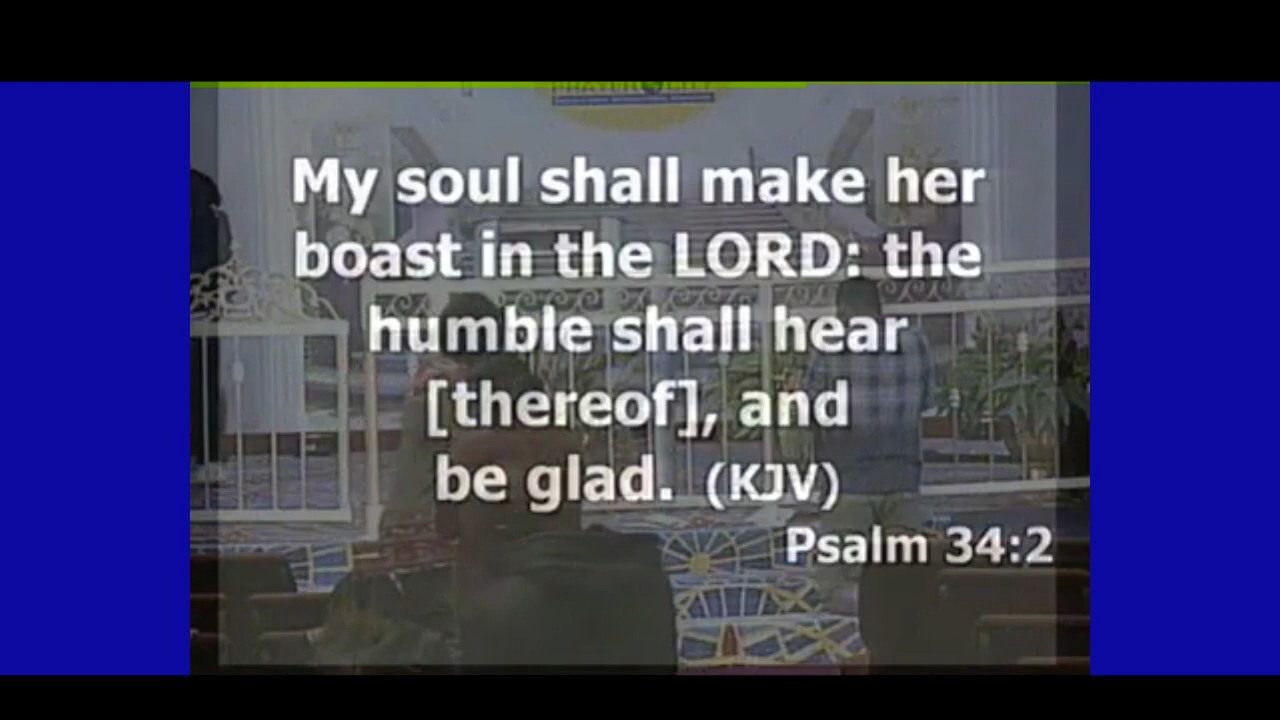 My soul shall make her
boast in the LORD: the
humble shall hear
[thereof], and
be glad. (KJV)
Psalm 34:2